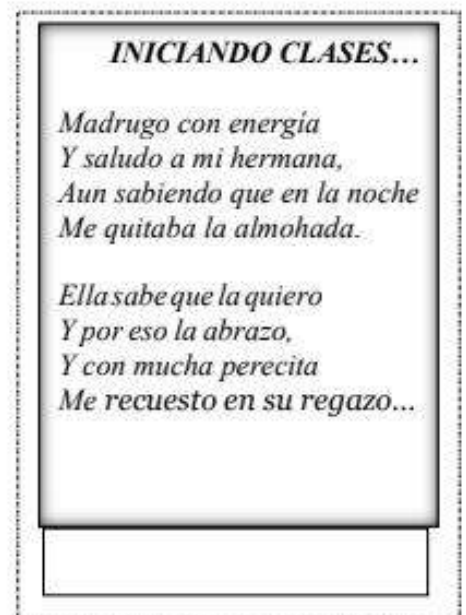 INICIANDO CLASES...
Madrugo con energía
Y saludo a mi hermana,
Aun sabiendo que en la noche
Me quitaba la almohada.
Ella sabe que la quiero
Y por eso la abrazo,
Y con mucha perecita
Me recuesto en su regazo...